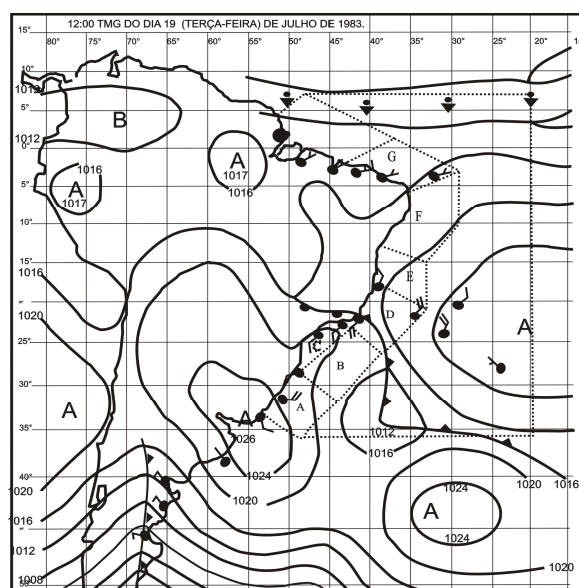 12:00 TMG DO DIA 19 (TERÇA-FEIRA) DE JULHO DE 1983.
15° 80° 75° 70° 65° 60° 55° 50° 45° 40° 35° 30° 25° 20° 15°
10°
1012
5° B
1012
0° A 1017 G
1016 1016
5° A 1017
10° F
15°
1016 E
D
1020 A
25° C
B
30°
A A A
1026 1012
35° 1016
1024
40° 1020 1024 1020 1016
1020
A
1016
1024
1012
1020
1008
50°